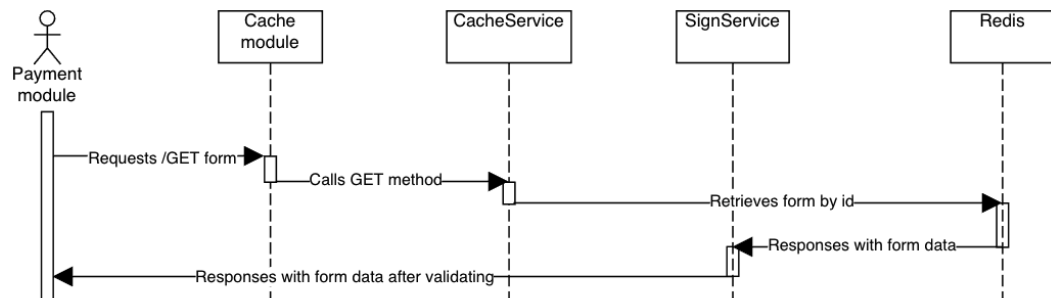 Cache
module
CacheService
SignService
Redis
Payment
module
Requests /GET form
Calls GET method
Retrieves form by id
Responses with form data
Responses with form data after validating